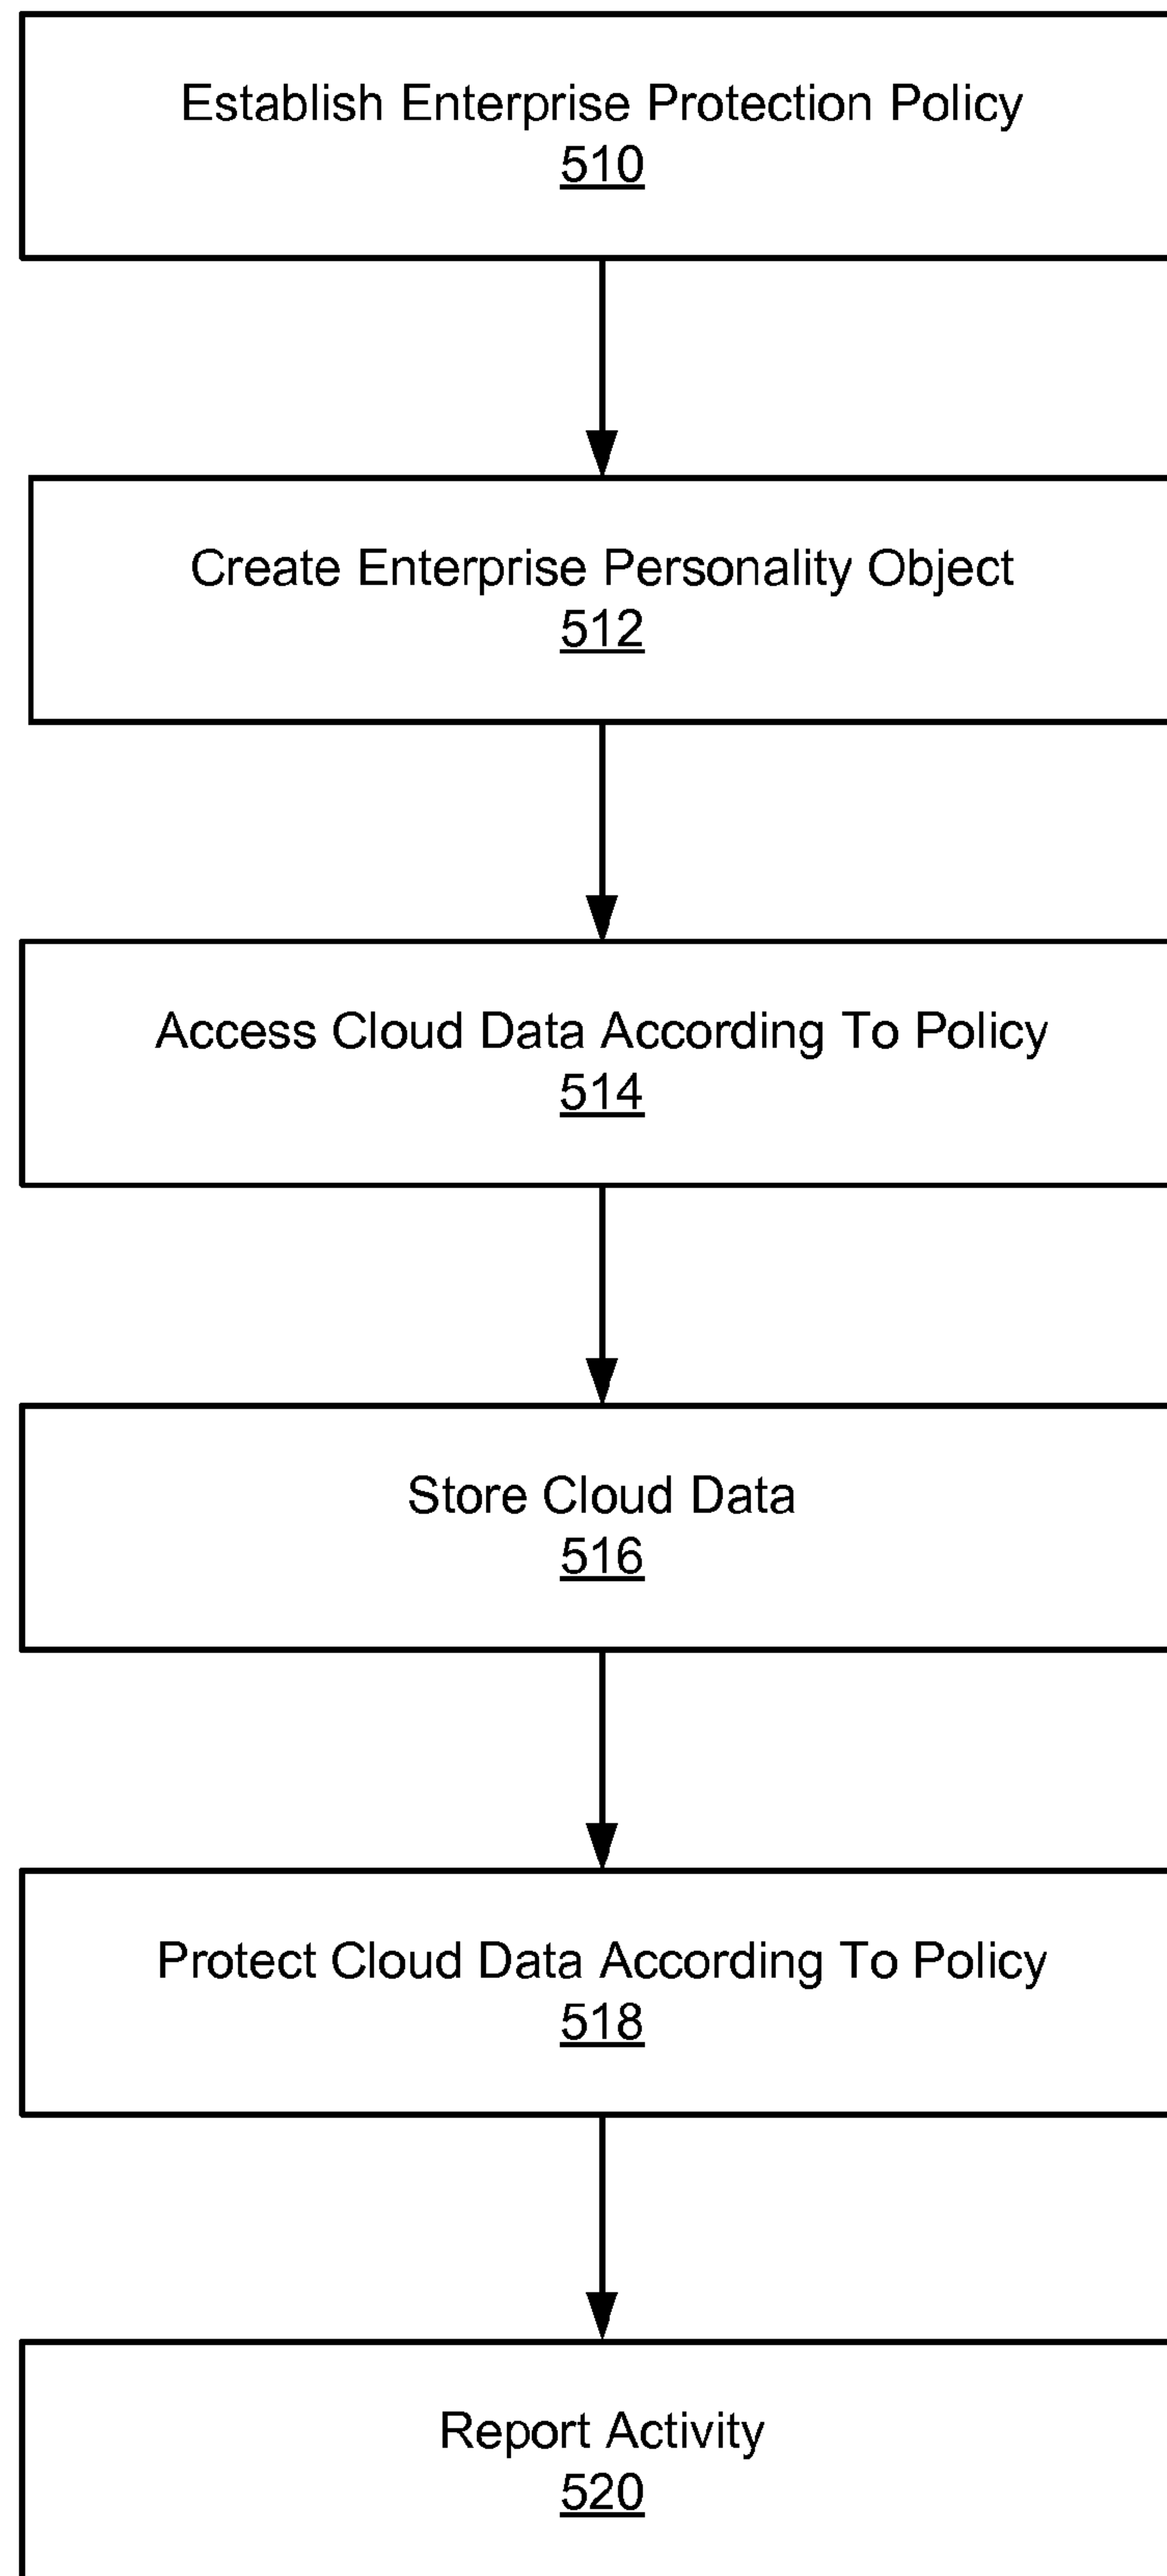 Establish Enterprise Protection Policy
510
Create Enterprise Personality Object
512
Access Cloud Data According To Policy
514
Store Cloud Data
516
Protect Cloud Data According To Policy
518
Report Activity
520